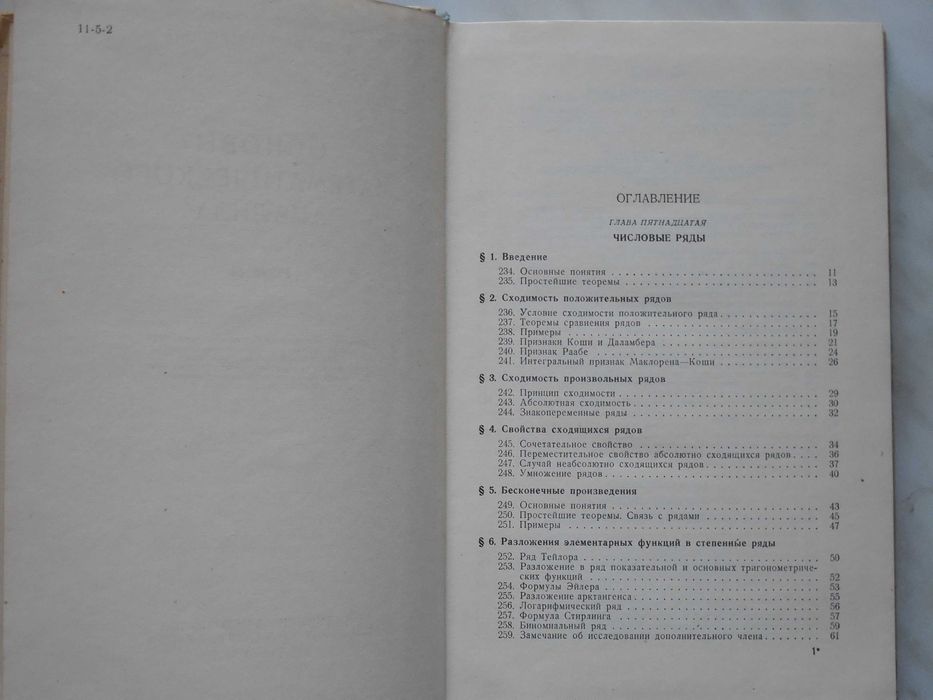 11-5-2
ОГЛАВЛЕНИЕ
ГЛАВА ПЯТНАДЦАТАЯ
ЧИСЛОВЫЕ РЯДЫ
§ 1. Введение
234. Основные понятия . . . . . . . . . . . . . . . . . . . . 11
235. Простейшие теоремы . . . . . . . . . . . . . . . . . . . 13
§ 2. Сходимость положительных рядов
236. Условие сходимости положительного ряда . . . . . . . . . 15
237. Теоремы сравнения рядов . . . . . . . . . . . . . . . . 17
238. Примеры . . . . . . . . . . . . . . . . . . . . . . . . 19
239. Признаки Коши и Даламбера . . . . . . . . . . . . . . . 21
240. Признак Раабе . . . . . . . . . . . . . . . . . . . . . 24
241. Интегральный признак Маклорена—Коши . . . . . . . . . . 26
§ 3. Сходимость произвольных рядов
242. Принцип сходимости . . . . . . . . . . . . . . . . . . . 29
243. Абсолютная сходимость . . . . . . . . . . . . . . . . . 30
244. Знакопеременные ряды . . . . . . . . . . . . . . . . . . 32
§ 4. Свойства сходящихся рядов
245. Сочетательное свойство . . . . . . . . . . . . . . . . . 34
246. Переместительное свойство абсолютно сходящихся рядов . . . . 36
247. Случай неабсолютно сходящихся рядов . . . . . . . . . . 37
248. Умножение рядов . . . . . . . . . . . . . . . . . . . . 40
§ 5. Бесконечные произведения
249. Основные понятия . . . . . . . . . . . . . . . . . . . . 43
250. Простейшие теоремы. Связь с рядами . . . . . . . . . . . 45
251. Примеры . . . . . . . . . . . . . . . . . . . . . . . . 47
§ 6. Разложения элементарных функций в степенные ряды
252. Ряд Тейлора . . . . . . . . . . . . . . . . . . . . . . 50
253. Разложение в ряд показательной и основных тригонометриче-
ских функций . . . . . . . . . . . . . . . . . . . . . . 52
254. Формулы Эйлера . . . . . . . . . . . . . . . . . . . . . 53
255. Разложение арктангенса . . . . . . . . . . . . . . . . . 55
256. Логарифмический ряд . . . . . . . . . . . . . . . . . . 56
257. Формула Стирлинга . . . . . . . . . . . . . . . . . . . 57
258. Биномиальный ряд . . . . . . . . . . . . . . . . . . . . 59
259. Замечание об исследовании дополнительного члена . . . . . . . 61
1*